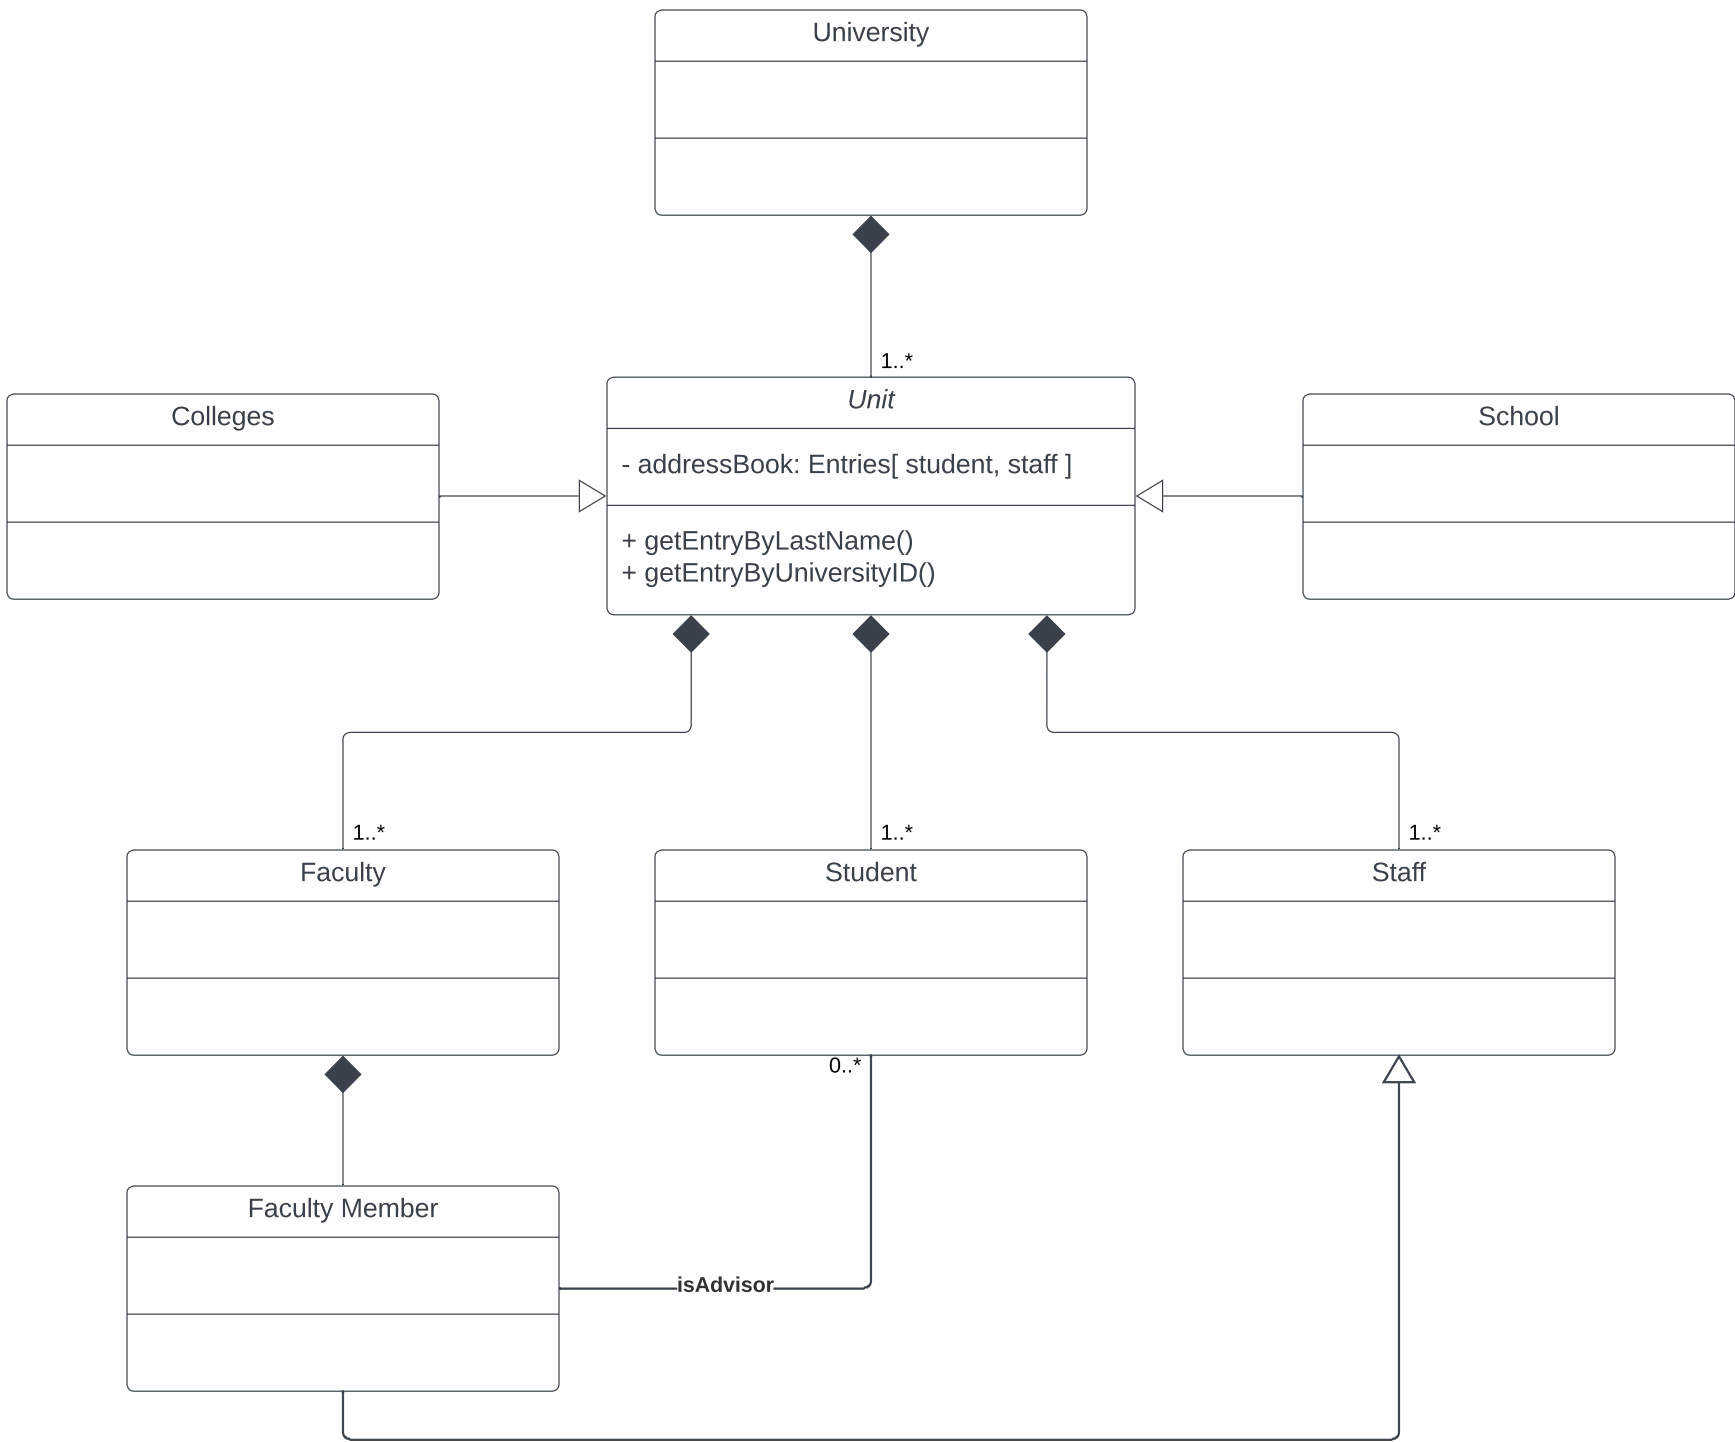 University
1..*
Colleges
Unit
School
- addressBook: Entries[ student, staff ]
+ getEntryByLastName()
+ getEntryByUniversityID()
1..*
1..*
1..*
Faculty
Student
Staff
0..*
Faculty Member
isAdvisor